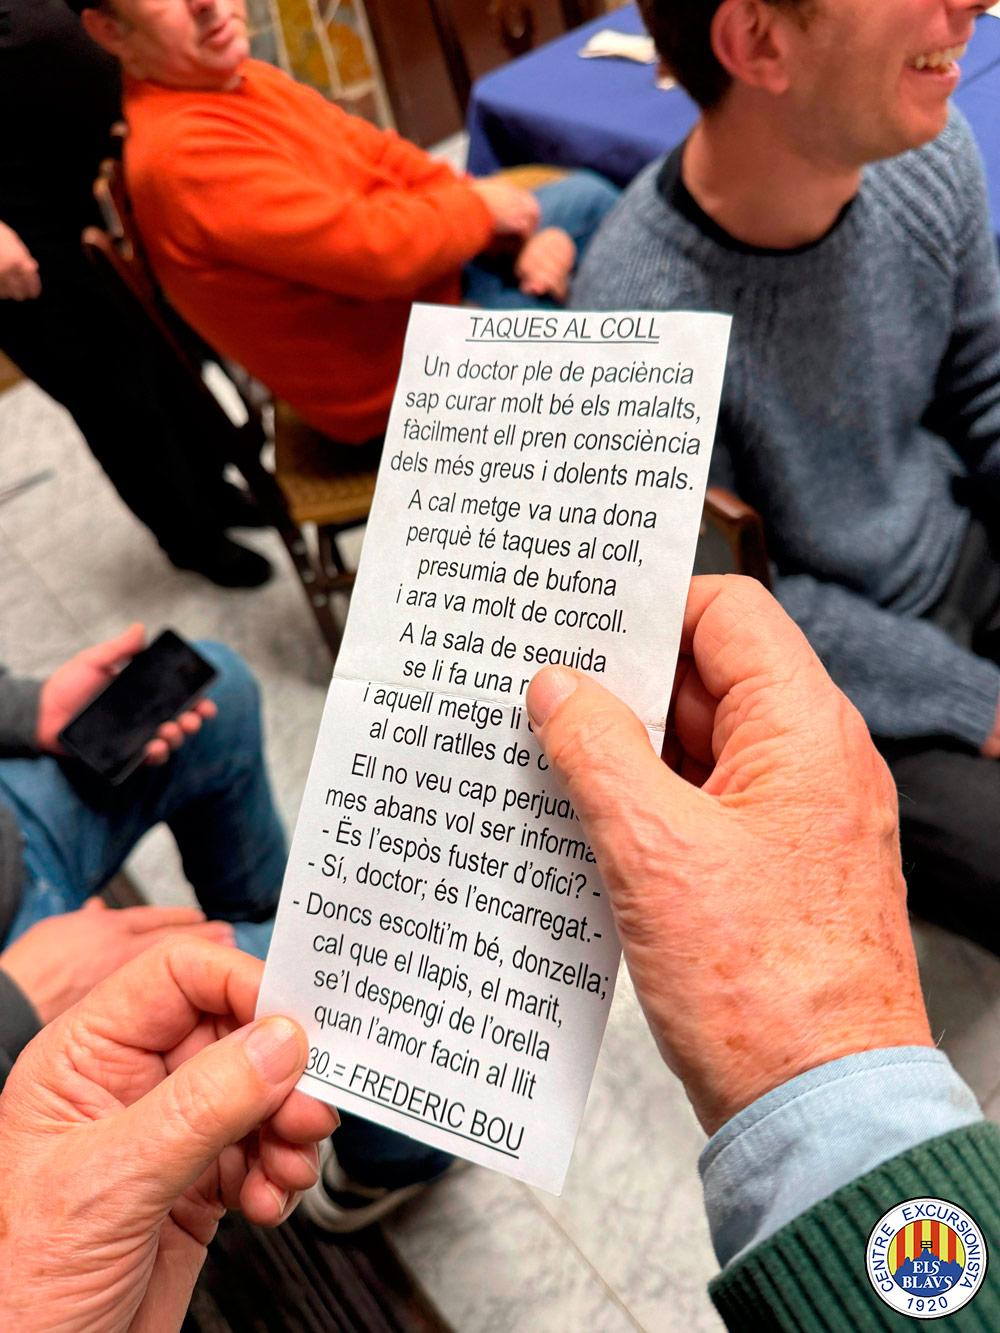 TAQUES AL COLL
Un doctor ple de paciència
sap curar molt bé els malalts,
fàcilment ell pren consciència
dels més greus i dolents mals.
A cal metge va una dona
perquè té taques al coll,
presumia de bufona
i ara va molt de corcoll.
A la sala de seguida
se li fa una
i aquell metge li
al coll ratlles de
Ell no veu cap
mes abans vol ser
- Ës l'espòs fuster d'ofici? -
- Sí, doctor; és l'encarregat.-
- Doncs escolti'm bé, donzella;
cal que el llapis, el marit,
se'l despengi de l'orella
quan l'amor facin al llit
30.= FREDERIC BOU
CENTRE EXCURSIONISTA
ELS
BLAVS
1920